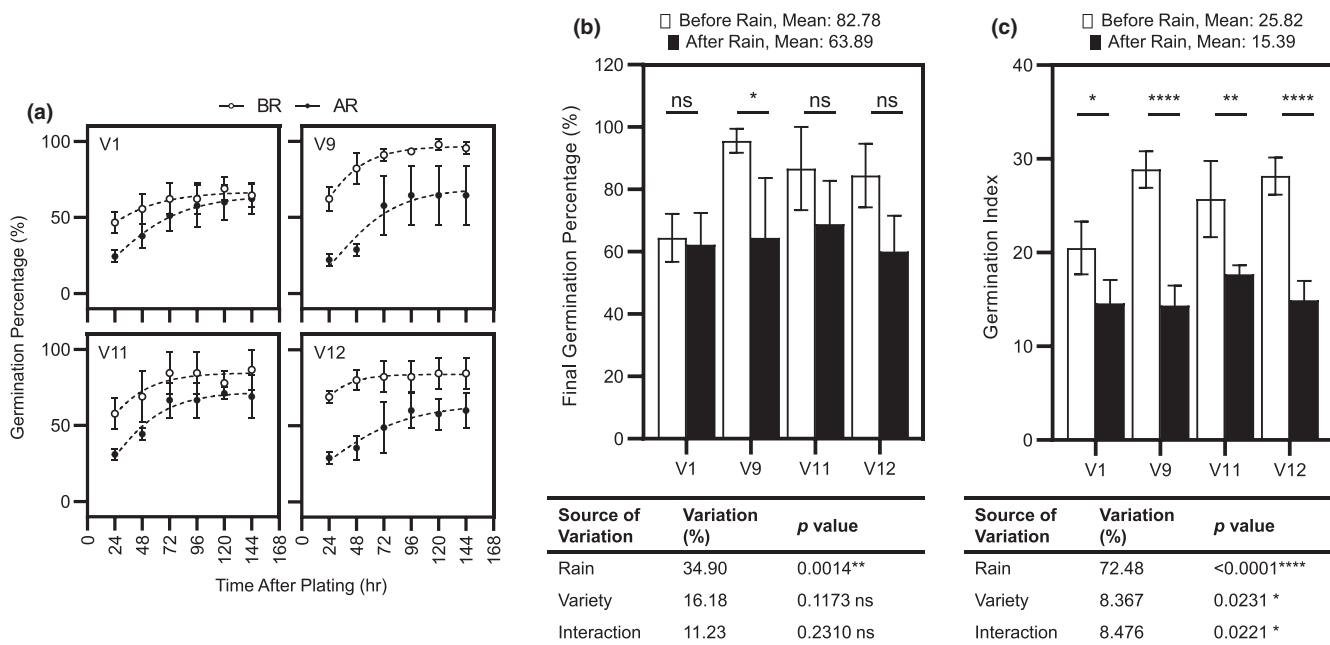 (a)
BR AR
V1
V9
100
50
0
V11
V12
100
50
0
0 24 48 72 96 120 144 168
0 24 48 72 96 120 144 168
Germination Percentage (%)
Time After Plating (hr)
(b)
Before Rain, Mean: 82.78
After Rain, Mean: 63.89
120
100
80
60
40
20
0
Final Germination Percentage (%)
ns * ns ns
V1 V9 V11 V12
Source of Variation Variation (%) p value
Rain 34.90 0.0014**
Variety 16.18 0.1173 ns
Interaction 11.23 0.2310 ns
(c)
Before Rain, Mean: 25.82
After Rain, Mean: 15.39
40
30
20
10
0
Germination Index
* **** ** ****
V1 V9 V11 V12
Source of Variation Variation (%) p value
Rain 72.48 <0.0001****
Variety 8.367 0.0231 *
Interaction 8.476 0.0221 *